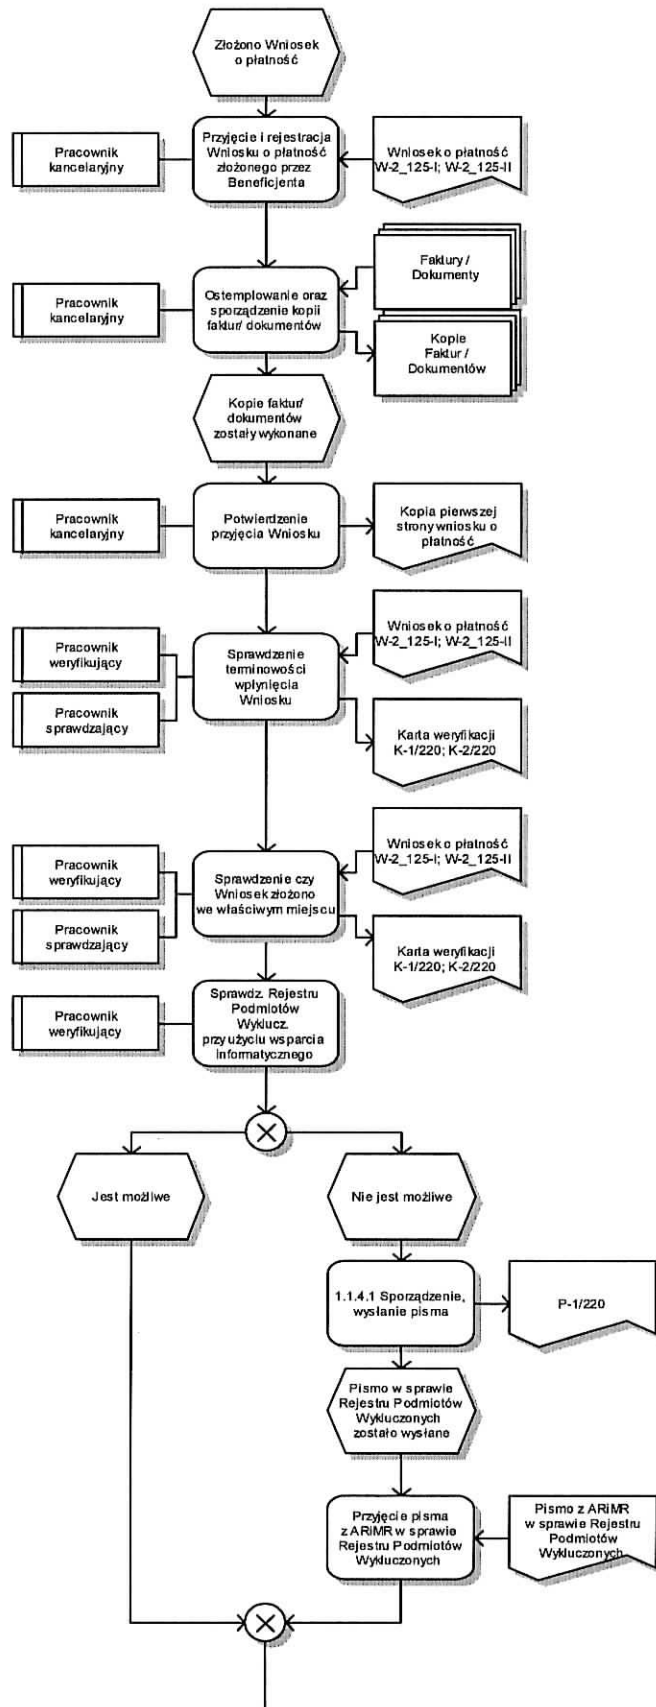 Złożono Wniosek
o płatność
Pracownik
kancelaryjny
Przyjęcie i rejestracja
Wniosku o płatność
złożonego przez
Beneficjenta
Wniosek o płatność
W-2_125-I; W-2_125-II
Pracownik
kancelaryjny
Ostemplowanie oraz
sporządzenie kopii
faktur/ dokumentów
Faktury /
Dokumenty
Kopie
Faktur /
Dokumentów
Kopie faktur/
dokumentów
zostały wykonane
Pracownik
kancelaryjny
Potwierdzenie
przyjęcia Wniosku
Kopia pierwszej
strony wniosku o
płatność
Pracownik
weryfikujący
Pracownik
sprawdzający
Sprawdzenie
terminowości
wpłynięcia
Wniosku
Wniosek o płatność
W-2_125-I; W-2_125-II
Karta weryfikacji
K-1/220; K-2/220
Pracownik
weryfikujący
Pracownik
sprawdzający
Sprawdzenie czy
Wniosek złożono
we właściwym miejscu
Wniosek o płatność
W-2_125-I; W-2_125-II
Karta weryfikacji
K-1/220; K-2/220
Pracownik
weryfikujący
Sprawdz. Rejestru
Podmiotów
Wyklucz.
przy użyciu wsparcia
Informatycznego
Jest możliwe
Nie jest możliwe
1.1.4.1 Sporządzenie,
wysłanie pisma
P-1/220
Pismo w sprawie
Rejestru Podmiotów
Wykluczonych
zostało wysłane
Przyjęcie pisma
z ARiMR w sprawie
Rejestru Podmiotów
Wykluczonych
Pismo z ARiMR
w sprawie Rejestru
Podmiotów
Wykluczonych